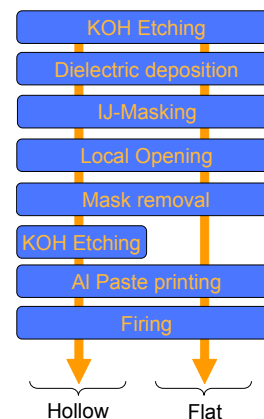 KOH Etching
Dielectric deposition
IJ-Masking
Local Opening
Mask removal
KOH Etching
Al Paste printing
Firing
Hollow Flat